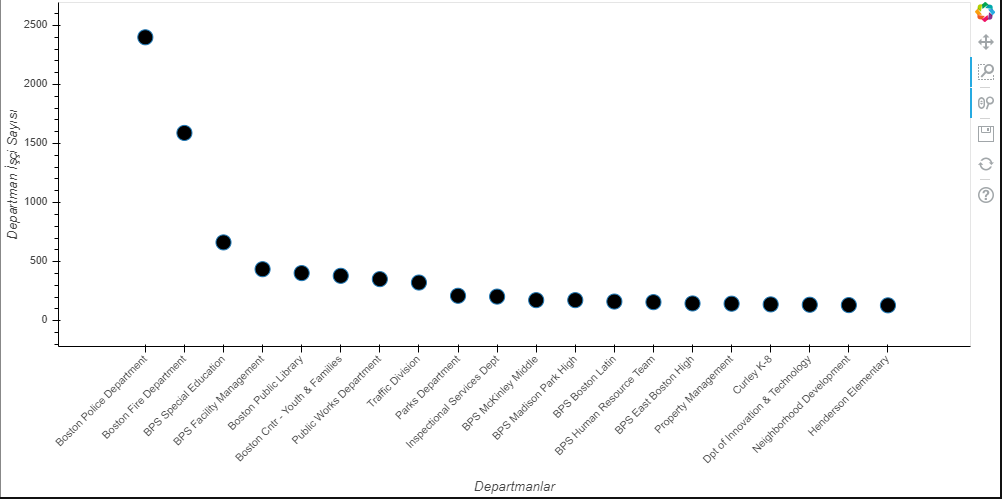 2500
2000
1500
1000
500
0
Departman İşçi Sayısı
Boston Police Department
Boston Fire Department
BPS Special Education
BPS Facility Management
Boston Public Library
Boston Cntr - Youth & Families
Public Works Department
Traffic Division
Parks Department
Inspectional Services Dept
BPS McKinley Middle
BPS Madison Park High
BPS Boston Latin
BPS Human Resource Team
BPS East Boston High
Property Management
Curley K-8
Dpt of Innovation & Technology
Neighborhood Development
Henderson Elementary
Departmanlar